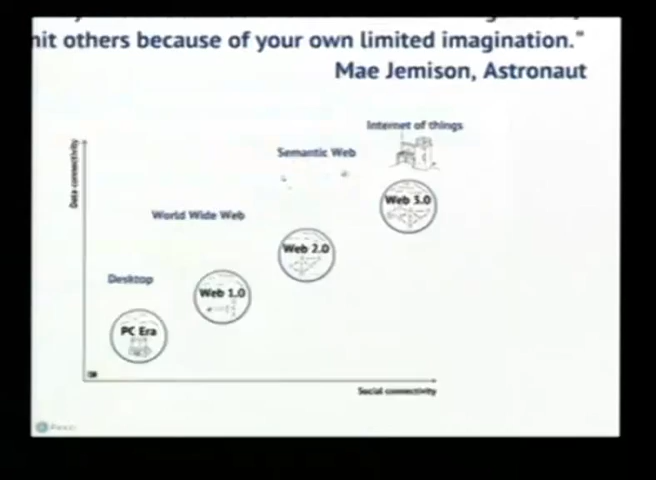 nit others because of your own limited imagination."
Mae Jemison, Astronaut
Internet of things
Semantic Web
Data connectivity
Web 3.0
World Wide Web
Web 2.0
Desktop
Web 1.0
PC Era
Social connectivity
Prezi